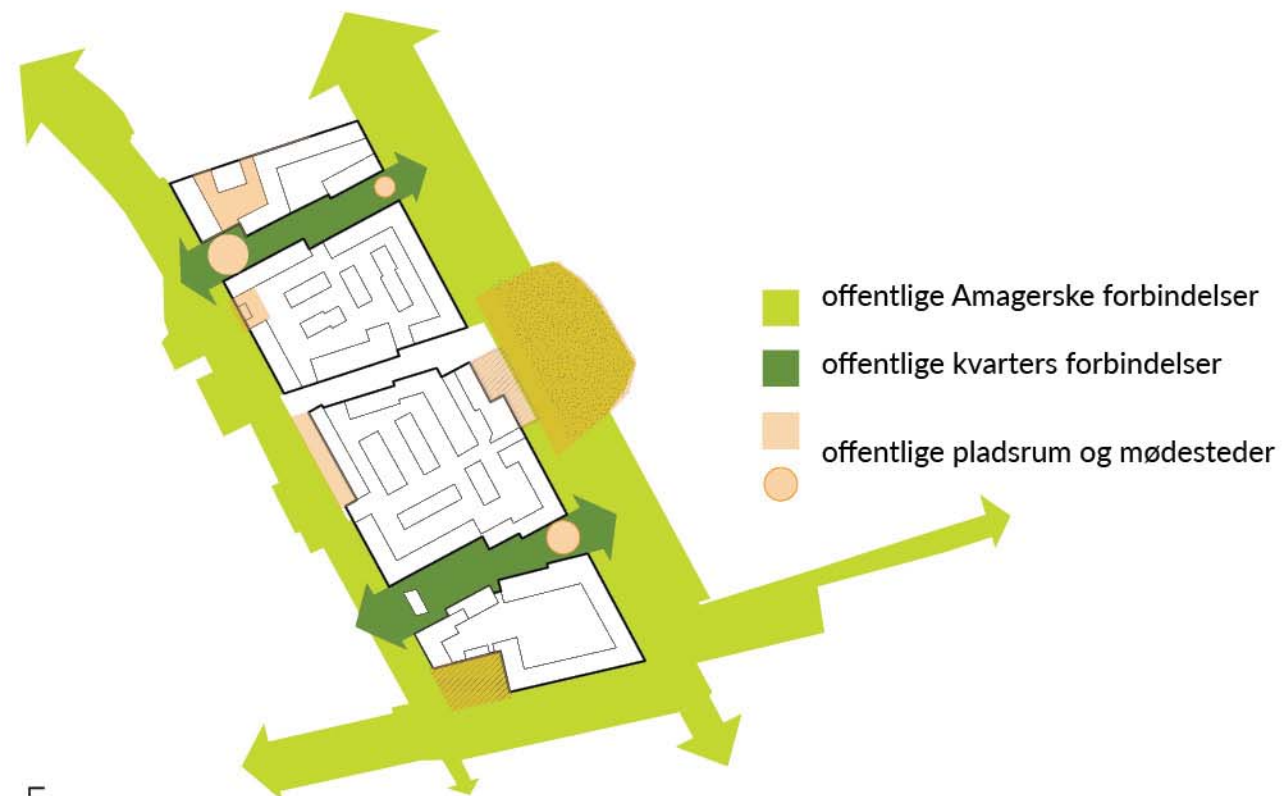 offentlige Amagerske forbindelser
offentlige kvarters forbindelser
offentlige pladsrum og mødesteder